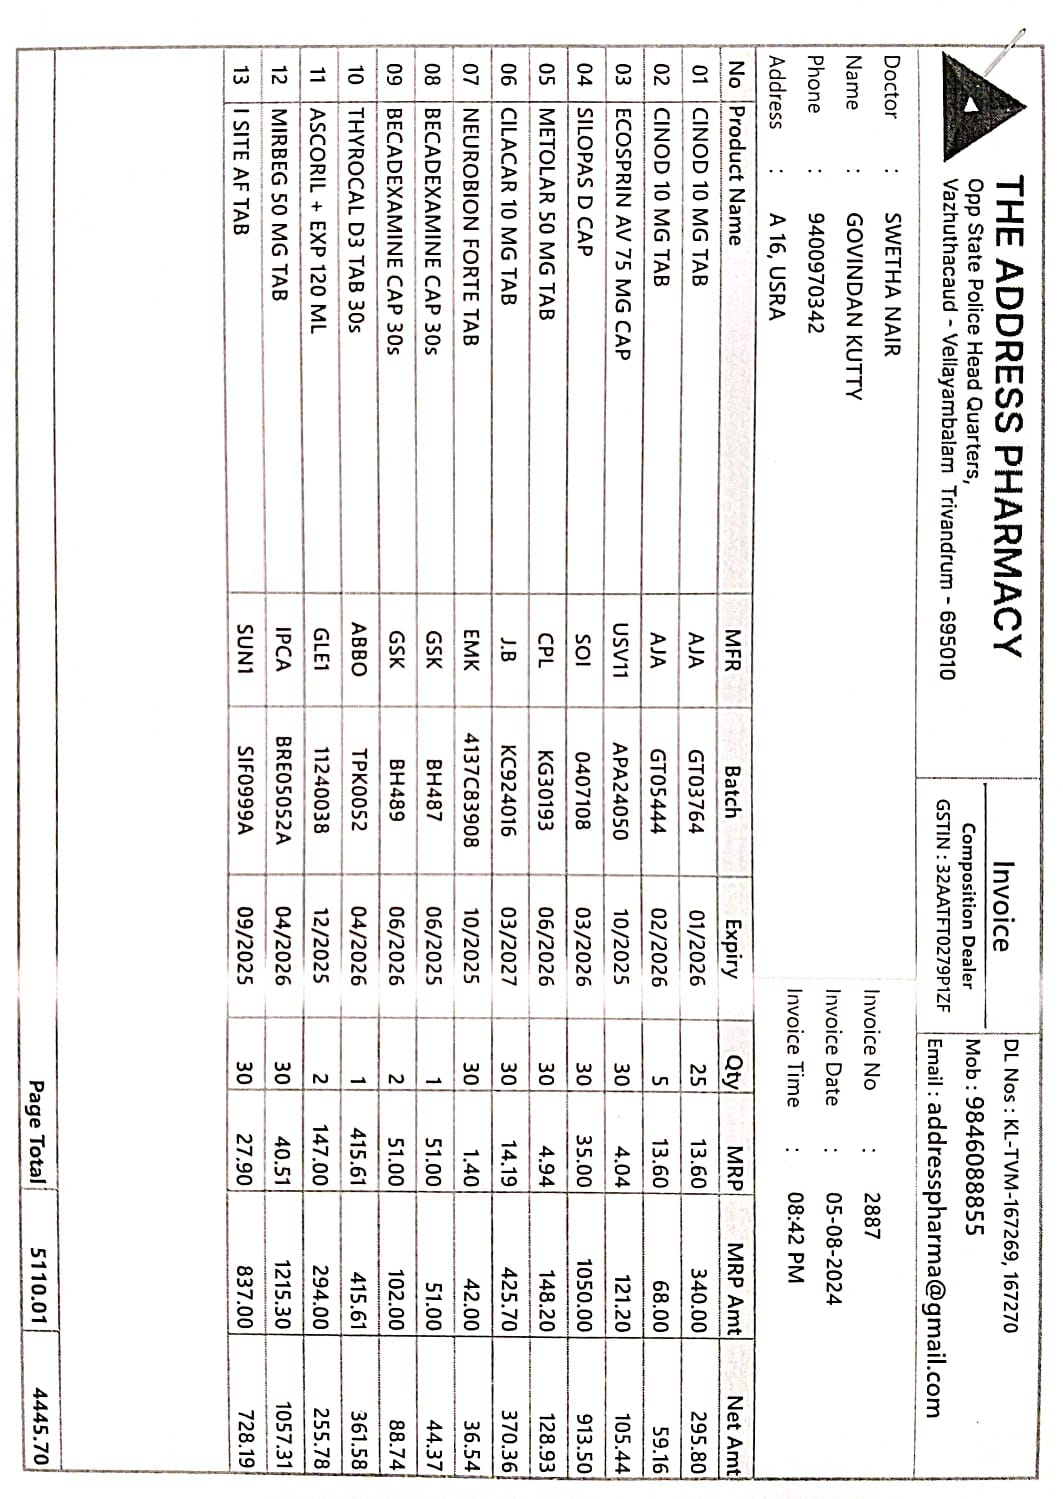 THE ADDRESS PHARMACY
Opp State Police Head Quarters,
Vazhuthacaud - Vellayambalam Trivandrum - 695010
Invoice
Composition Dealer
GSTIN : 32AATFT0279P1ZF
DL Nos : KL-TVM-167269, 167270
Mob : 9846088855
Email : addresspharma@gmail.com
Doctor : SWETHA NAIR
Name : GOVINDAN KUTTY
Phone : 9400970342
Address : A 16, USRA
Invoice No : 2887
Invoice Date : 05-08-2024
Invoice Time : 08:42 PM
No Product Name MFR Batch Expiry Qty MRP MRP Amt Net Amt
01 CINOD 10 MG TAB AJA GT03764 01/2026 25 13.60 340.00 295.80
02 CINOD 10 MG TAB AJA GT05444 02/2026 5 13.60 68.00 59.16
03 ECOSPRIN AV 75 MG CAP USV11 APA24050 10/2025 30 4.04 121.20 105.44
04 SILOPAS D CAP SOI 0407108 03/2026 30 35.00 1050.00 913.50
05 METOLAR 50 MG TAB CPL KG30193 06/2026 30 4.94 148.20 128.93
06 CILACAR 10 MG TAB J.B KC924016 03/2027 30 14.19 425.70 370.36
07 NEUROBION FORTE TAB EMK 4137C83908 10/2025 30 1.40 42.00 36.54
08 BECADEXAMINE CAP 30s GSK BH487 06/2025 1 51.00 51.00 44.37
09 BECADEXAMINE CAP 30s GSK BH489 06/2026 2 51.00 102.00 88.74
10 THYROCAL D3 TAB 30s ABBO TPK0052 04/2026 1 415.61 415.61 361.58
11 ASCORIL + EXP 120 ML GLE1 11240038 12/2025 2 147.00 294.00 255.78
12 MIRBEG 50 MG TAB IPCA BRE05052A 04/2026 30 40.51 1215.30 1057.31
13 I SITE AF TAB SUN1 SIF0999A 09/2025 30 27.90 837.00 728.19
Page Total 5110.01 4445.70